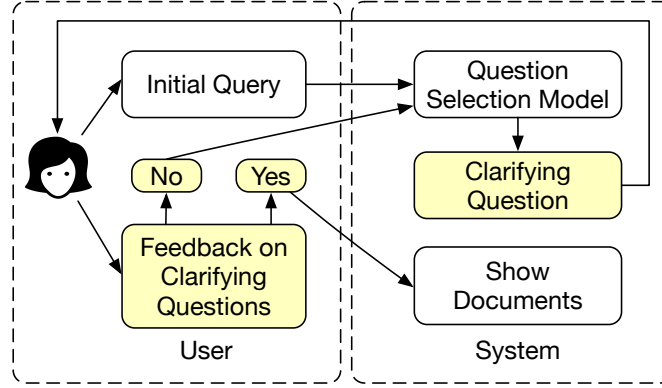 Initial Query
Question
Selection Model
No
Yes
Clarifying
Question
Feedback on
Clarifying
Questions
Show
Documents
User
System